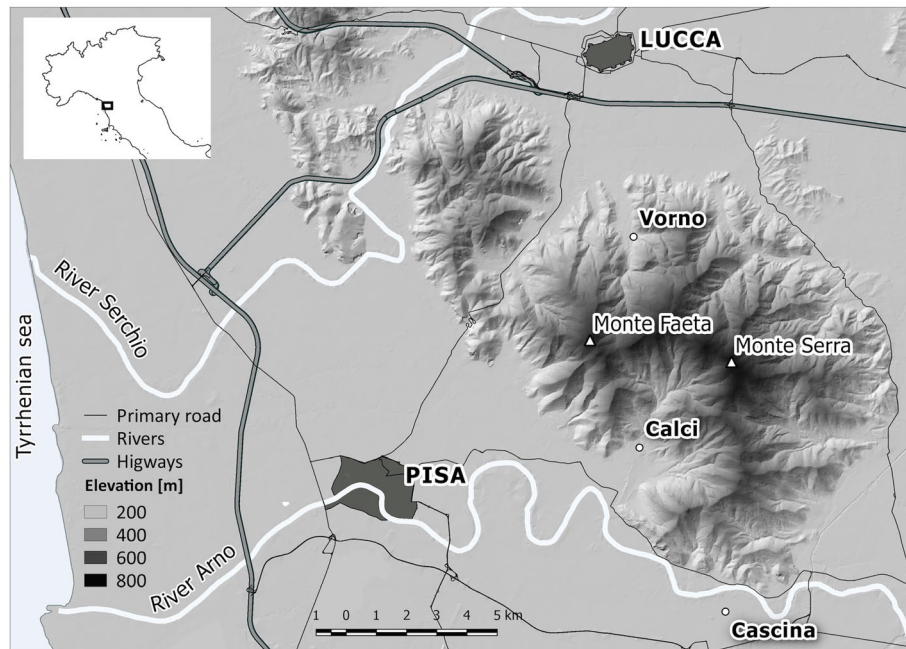 LUCCA
Vorno
River Serchio
Monte Faeta
Monte Serra
Tyrrhenian sea
Primary road
Rivers
Higways
Calci
PISA
Elevation [m]
200
400
600
800
River Arno
1 0 1 2 3 4 5 km
Cascina